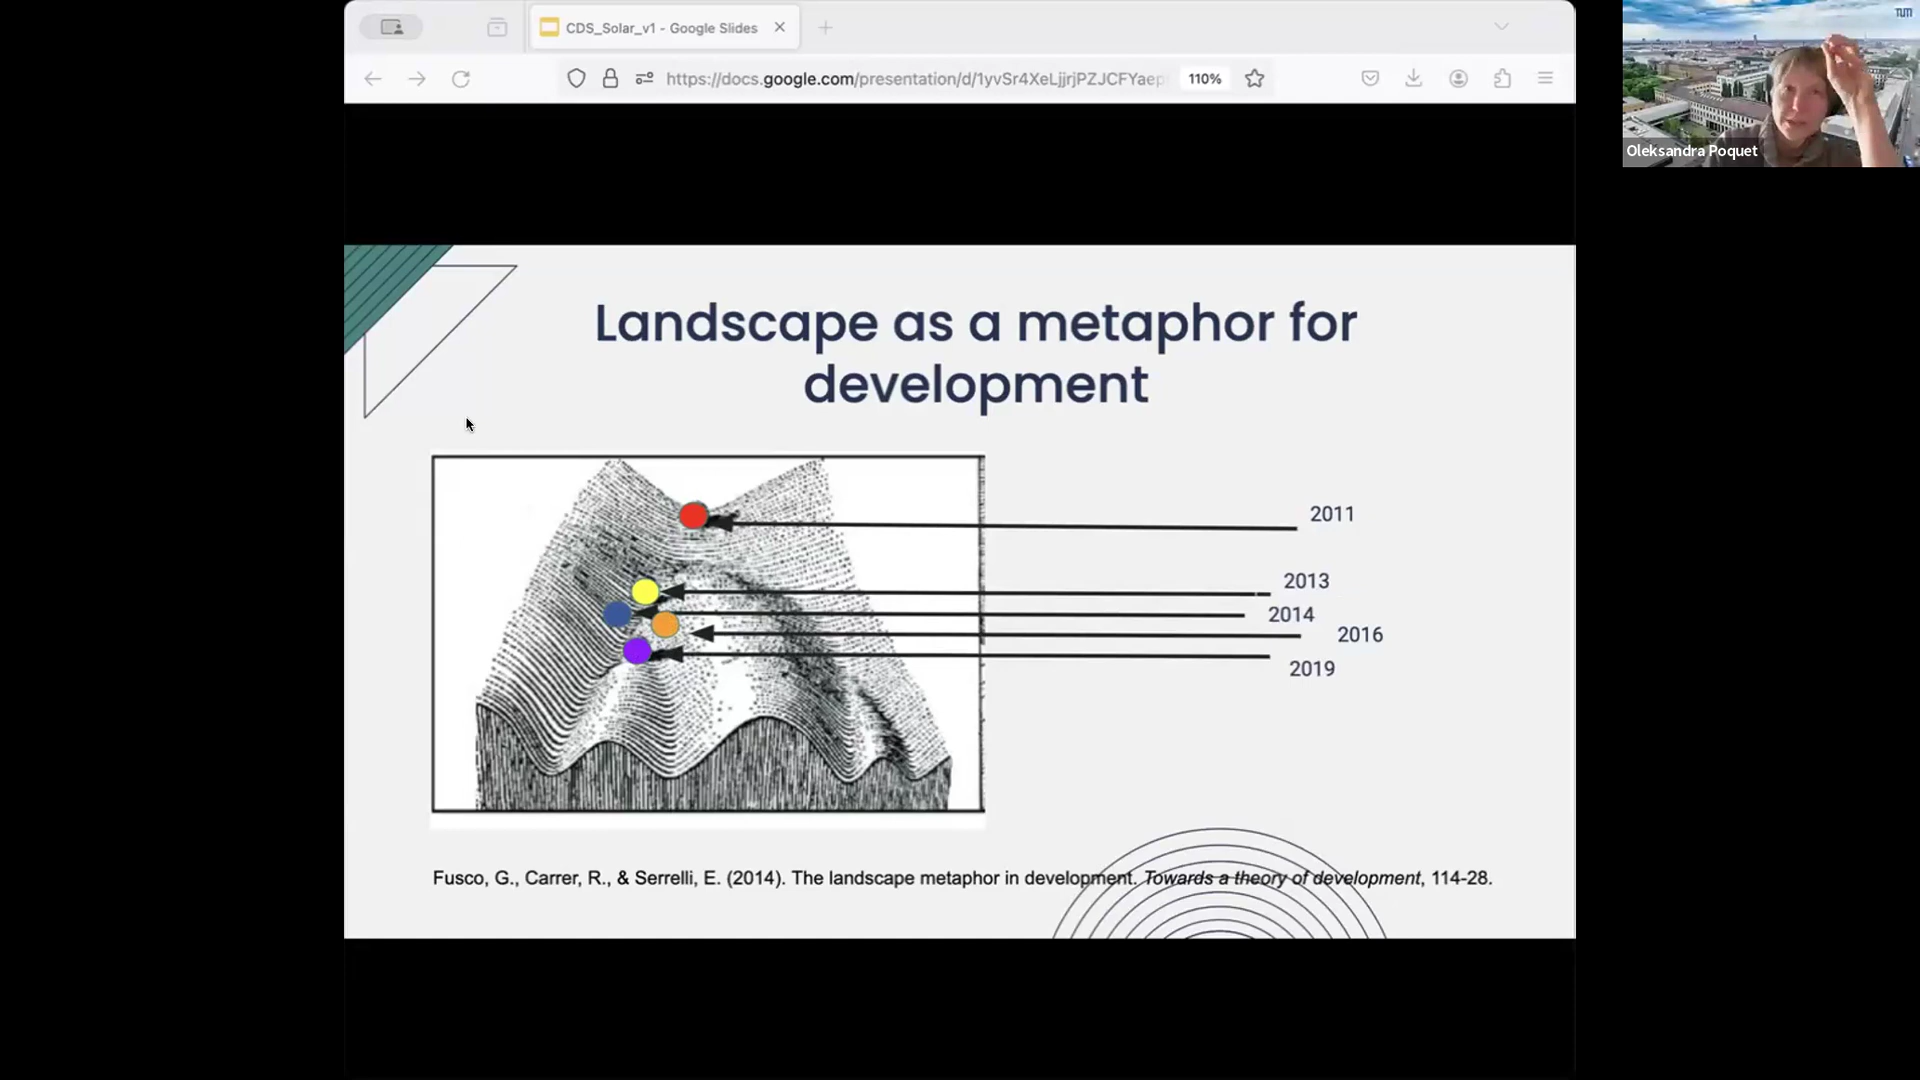 CDS_Solar_v1 - Google Slides
https://docs.google.com/presentation/d/1yvSr4XeLjjrjPZJCFYaep
110%
TUM
Oleksandra Poquet
Landscape as a metaphor for
development
2011
2013
2014
2016
2019
Fusco, G., Carrer, R., & Serrelli, E. (2014). The landscape metaphor in development. Towards a theory of development, 114-28.